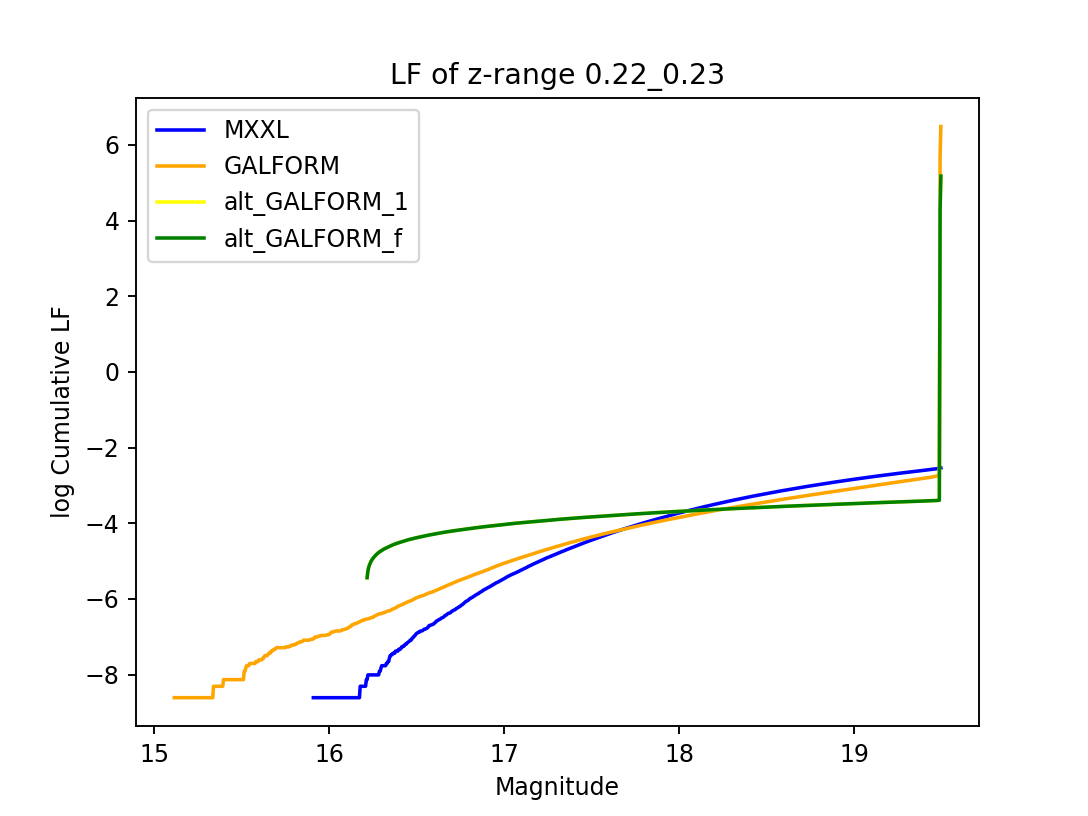 LF of z-range 0.22_0.23
MXXL
GALFORM
alt_GALFORM_1
alt_GALFORM_f
log Cumulative LF
6
4
2
0
−2
−4
−6
−8
15 16 17 18 19
Magnitude